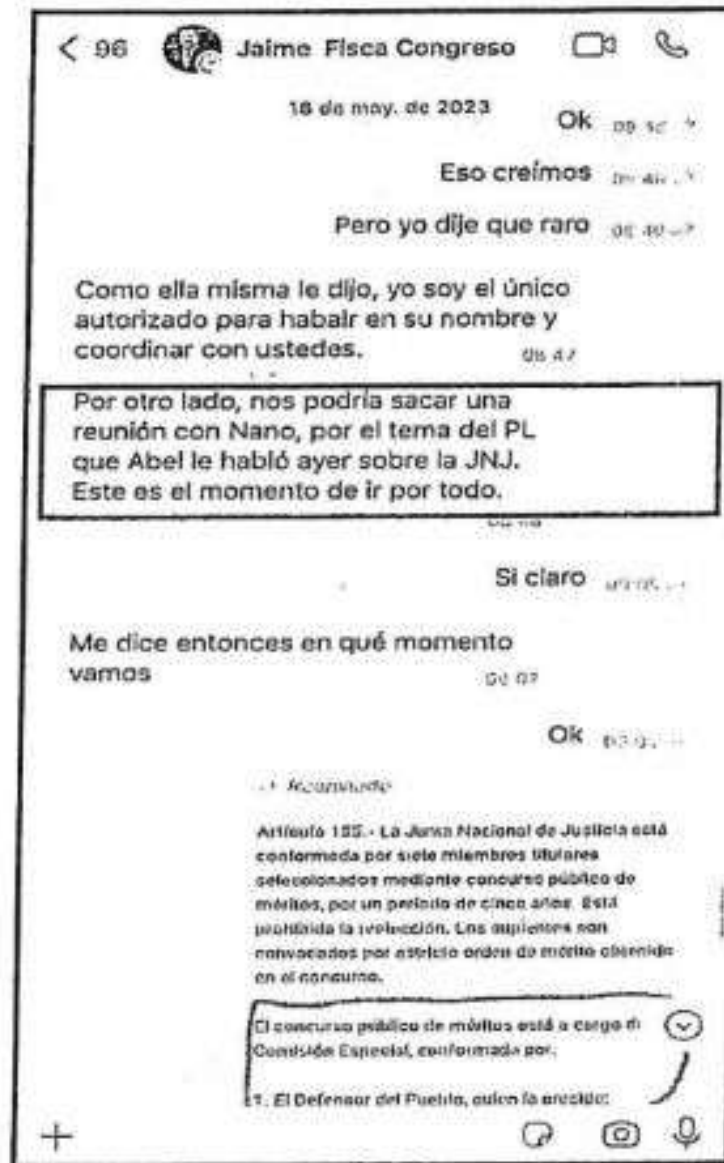 96 Jaime Fisca Congreso
16 de may. de 2023
Ok
Eso creímos
Pero yo dije que raro
Como ella misma le dijo, yo soy el único
autorizado para habalr en su nombre y
coordinar con ustedes.
Por otro lado, nos podría sacar una
reunión con Nano, por el tema del PL
que Abel le habló ayer sobre la JNJ.
Este es el momento de ir por todo.
Si claro
Me dice entonces en qué momento
vamos
Ok
Artículo 155.- La Junta Nacional de Justicia está
conformada por siete miembros titulares
seleccionados mediante concurso público de
méritos, por un periodo de cinco años. Está
prohibida la reelección. Los suplentes son
convocados por estricto orden de mérito obtenido
en el concurso.
El concurso público de méritos está a cargo d
Comisión Especial, conformada por:
1. El Defensor del Pueblo, quien la preside;